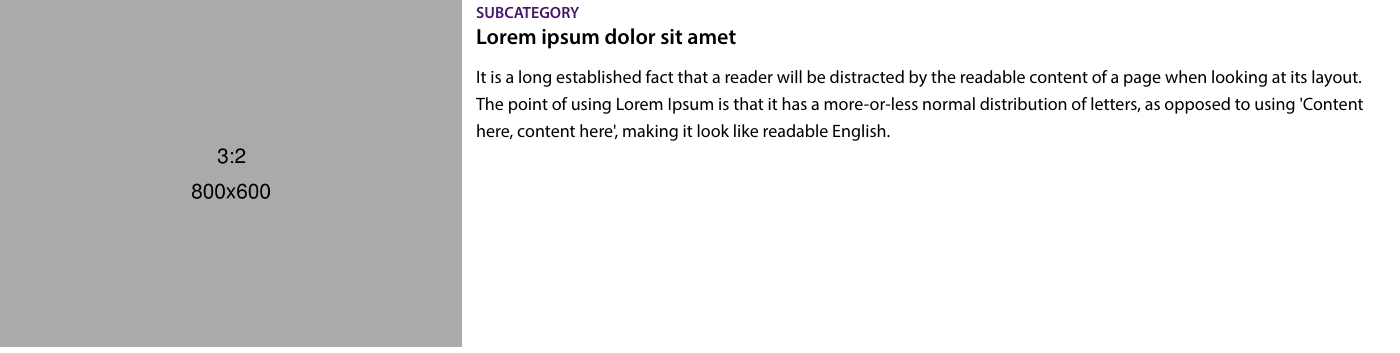 3:2
800x600
SUBCATEGORY
Lorem ipsum dolor sit amet
It is a long established fact that a reader will be distracted by the readable content of a page when looking at its layout.
The point of using Lorem Ipsum is that it has a more-or-less normal distribution of letters, as opposed to using 'Content
here, content here', making it look like readable English.